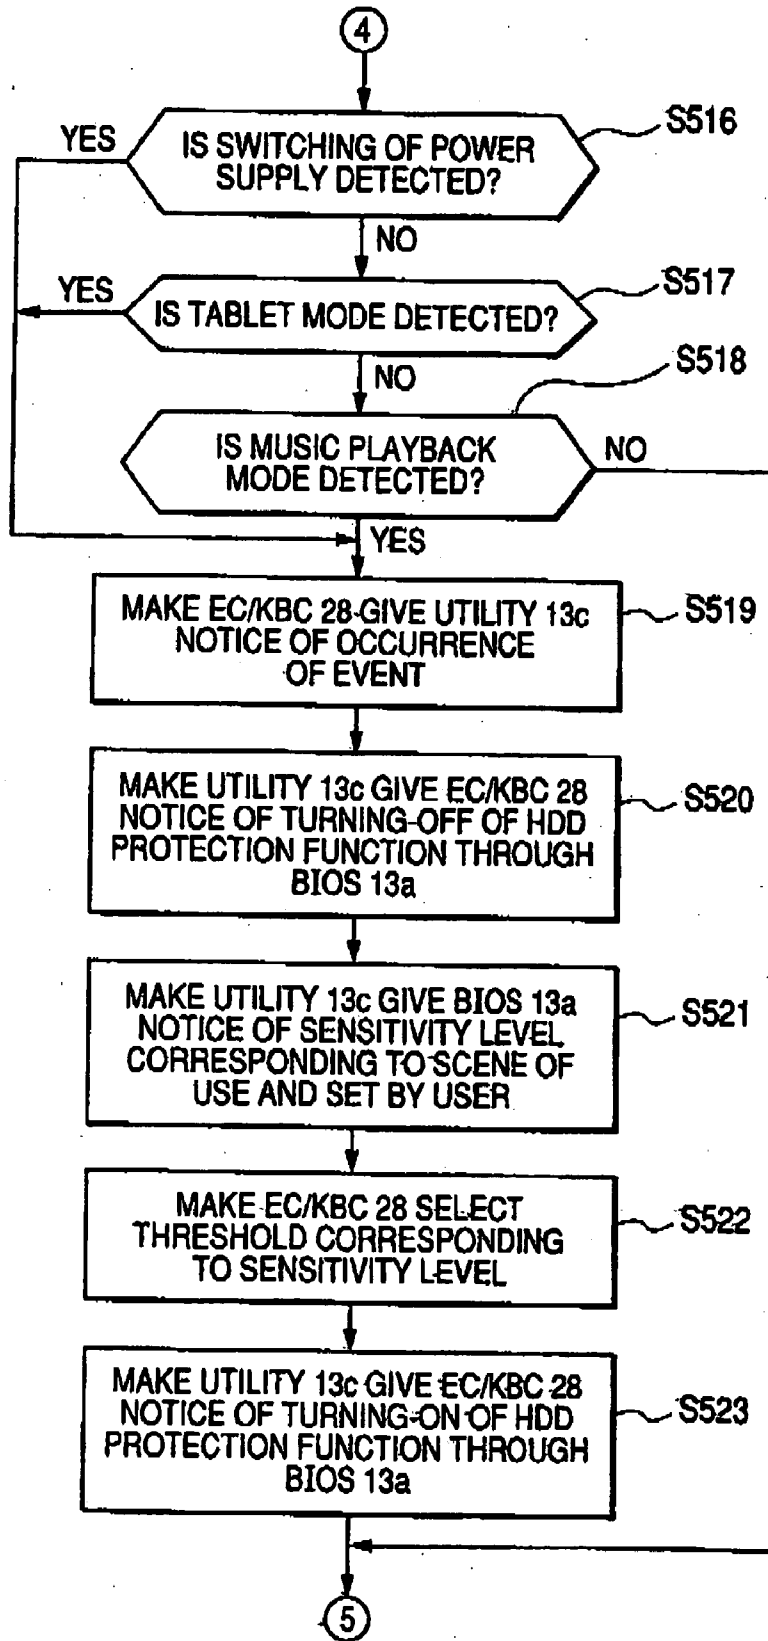 4
IS SWITCHING OF POWER
SUPPLY DETECTED?
S516
YES
NO
IS TABLET MODE DETECTED?
S517
YES
NO
IS MUSIC PLAYBACK
MODE DETECTED?
S518
NO
YES
MAKE EC/KBC 28 GIVE UTILITY 13c
NOTICE OF OCCURRENCE
OF EVENT
S519
MAKE UTILITY 13c GIVE EC/KBC 28
NOTICE OF TURNING-OFF OF HDD
PROTECTION FUNCTION THROUGH
BIOS 13a
S520
MAKE UTILITY 13c GIVE BIOS 13a
NOTICE OF SENSITIVITY LEVEL
CORRESPONDING TO SCENE OF
USE AND SET BY USER
S521
MAKE EC/KBC 28 SELECT
THRESHOLD CORRESPONDING
TO SENSITIVITY LEVEL
S522
MAKE UTILITY 13c GIVE EC/KBC 28
NOTICE OF TURNING-ON OF HDD
PROTECTION FUNCTION THROUGH
BIOS 13a
S523
5